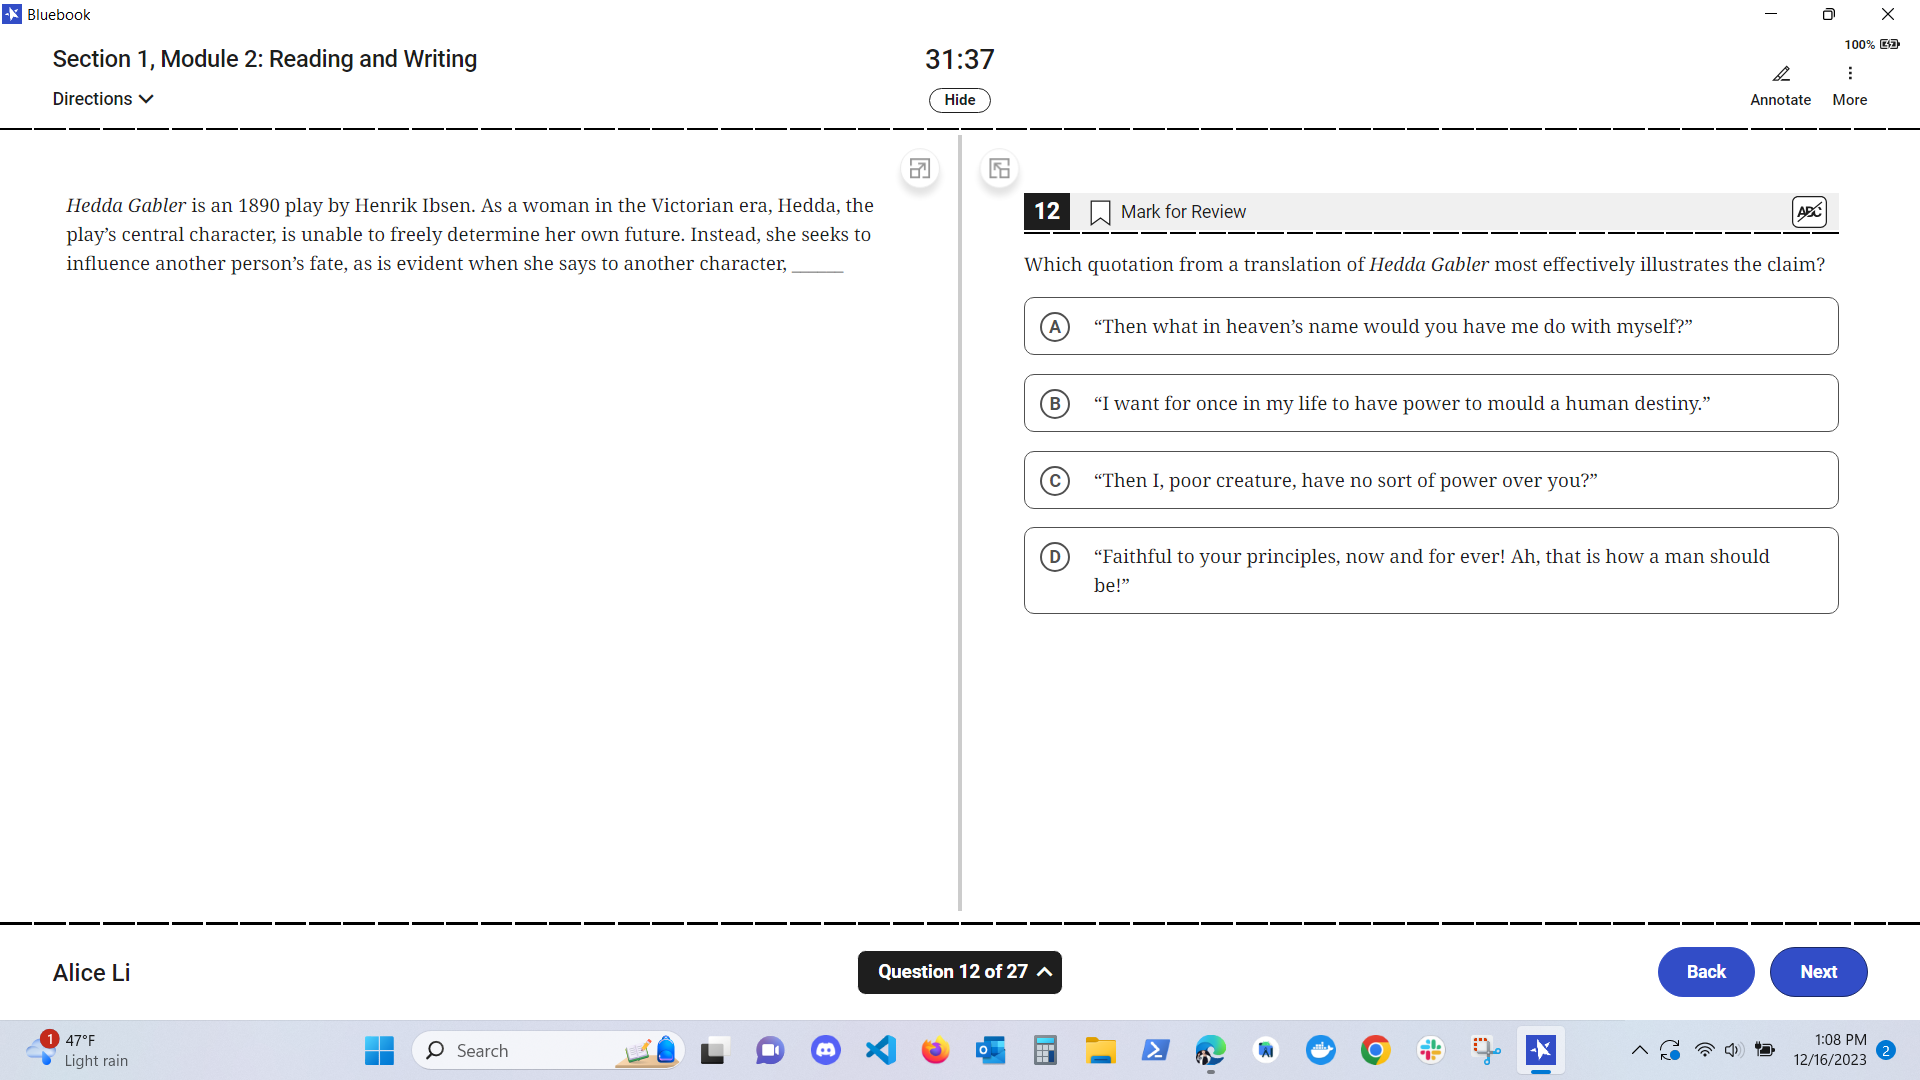 Bluebook
Section 1, Module 2: Reading and Writing
31:37
100%
Directions
Hide
Annotate
More
Hedda Gabler is an 1890 play by Henrik Ibsen. As a woman in the Victorian era, Hedda, the
play’s central character, is unable to freely determine her own future. Instead, she seeks to
influence another person’s fate, as is evident when she says to another character, ______
12
Mark for Review
ABC
Which quotation from a translation of Hedda Gabler most effectively illustrates the claim?
A “Then what in heaven’s name would you have me do with myself?”
B “I want for once in my life to have power to mould a human destiny.”
C “Then I, poor creature, have no sort of power over you?”
D “Faithful to your principles, now and for ever! Ah, that is how a man should
be!”
Alice Li
Question 12 of 27
Back
Next
1
47°F
Light rain
Search
1:08 PM
12/16/2023
2